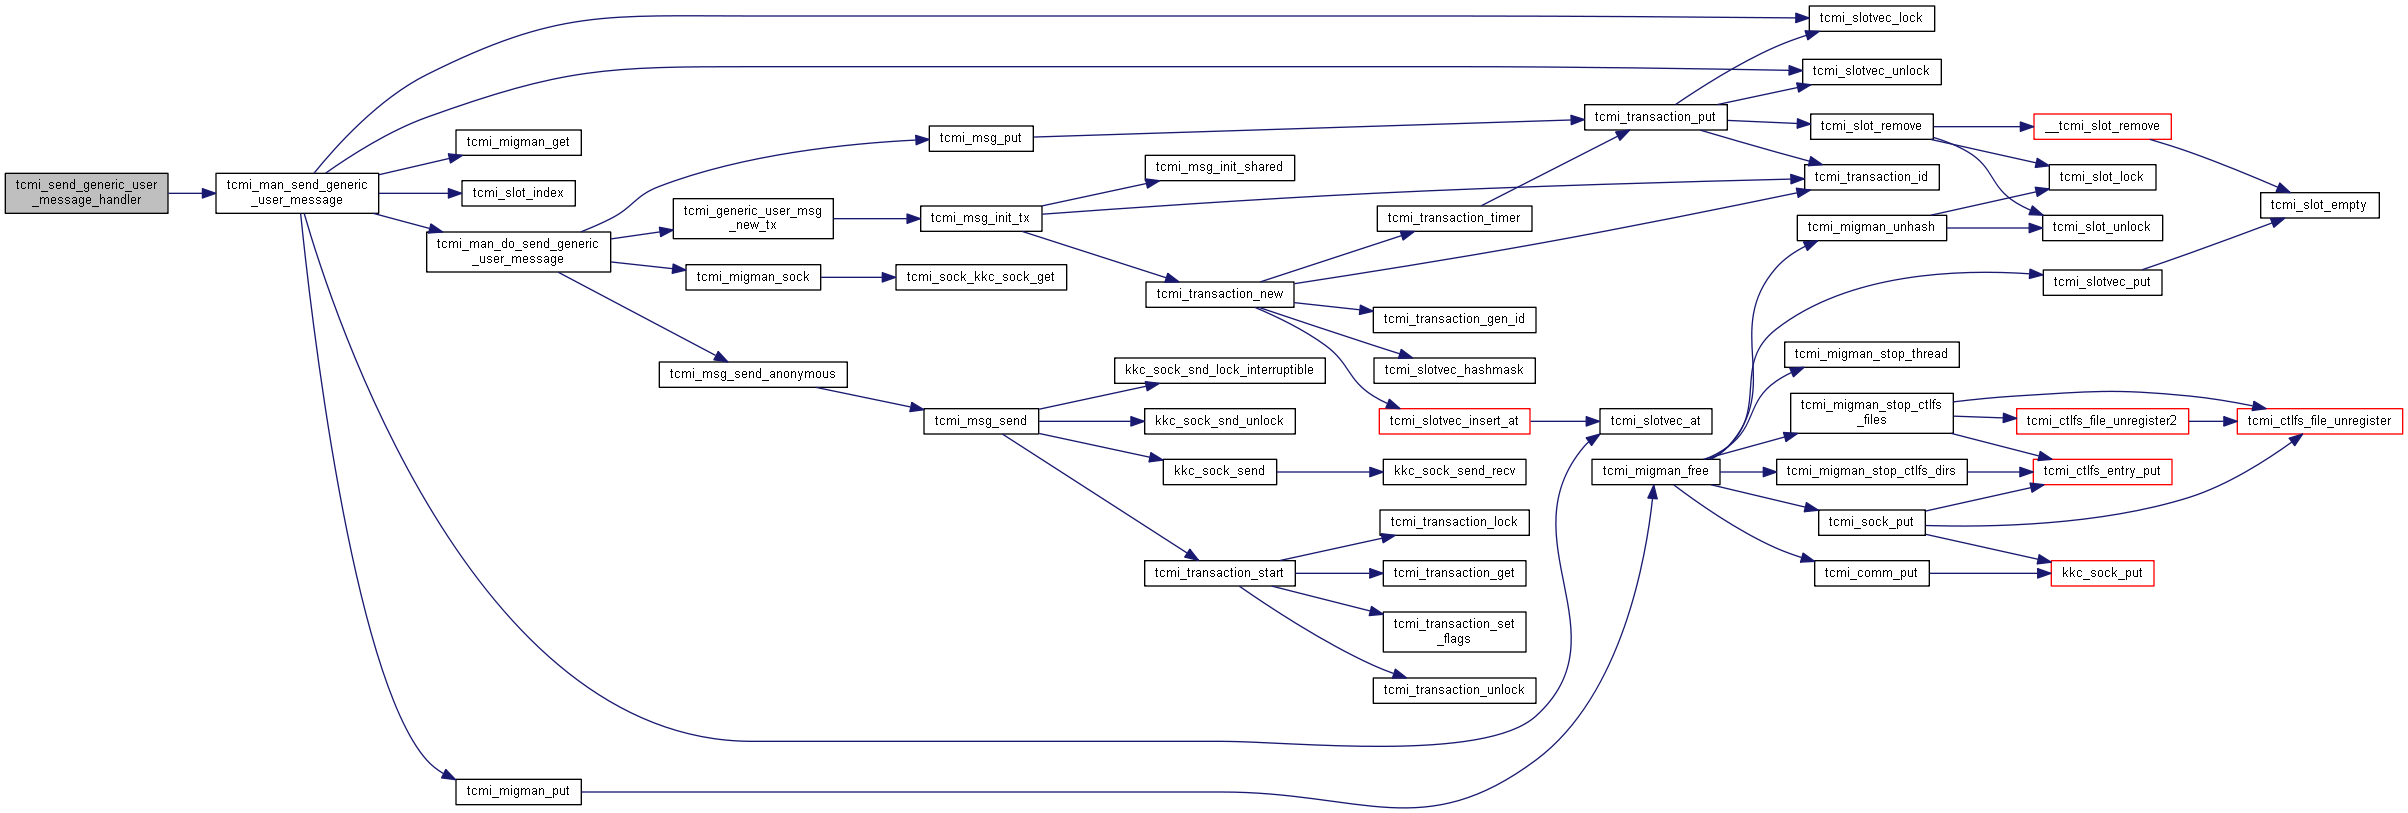 tcmi_send_generic_user
_message_handler
tcmi_man_send_generic
_user_message
tcmi_migman_get
tcmi_slot_index
tcmi_man_do_send_generic
_user_message
tcmi_migman_put
tcmi_generic_user_msg
_new_tx
tcmi_migman_sock
tcmi_msg_send_anonymous
tcmi_msg_put
tcmi_msg_init_tx
tcmi_sock_kkc_sock_get
tcmi_msg_send
tcmi_msg_init_shared
tcmi_transaction_new
kkc_sock_snd_lock_interruptible
kkc_sock_snd_unlock
kkc_sock_send
tcmi_transaction_start
tcmi_transaction_timer
tcmi_transaction_gen_id
tcmi_slotvec_hashmask
tcmi_slotvec_insert_at
kkc_sock_send_recv
tcmi_transaction_lock
tcmi_transaction_get
tcmi_transaction_set
_flags
tcmi_transaction_unlock
tcmi_transaction_put
tcmi_slotvec_at
tcmi_migman_free
tcmi_slotvec_lock
tcmi_slotvec_unlock
tcmi_slot_remove
tcmi_transaction_id
tcmi_migman_unhash
tcmi_migman_stop_thread
tcmi_migman_stop_ctlfs
_files
tcmi_migman_stop_ctlfs_dirs
tcmi_sock_put
tcmi_comm_put
__tcmi_slot_remove
tcmi_slot_lock
tcmi_slot_unlock
tcmi_slotvec_put
tcmi_ctlfs_file_unregister2
tcmi_ctlfs_entry_put
kkc_sock_put
tcmi_slot_empty
tcmi_ctlfs_file_unregister